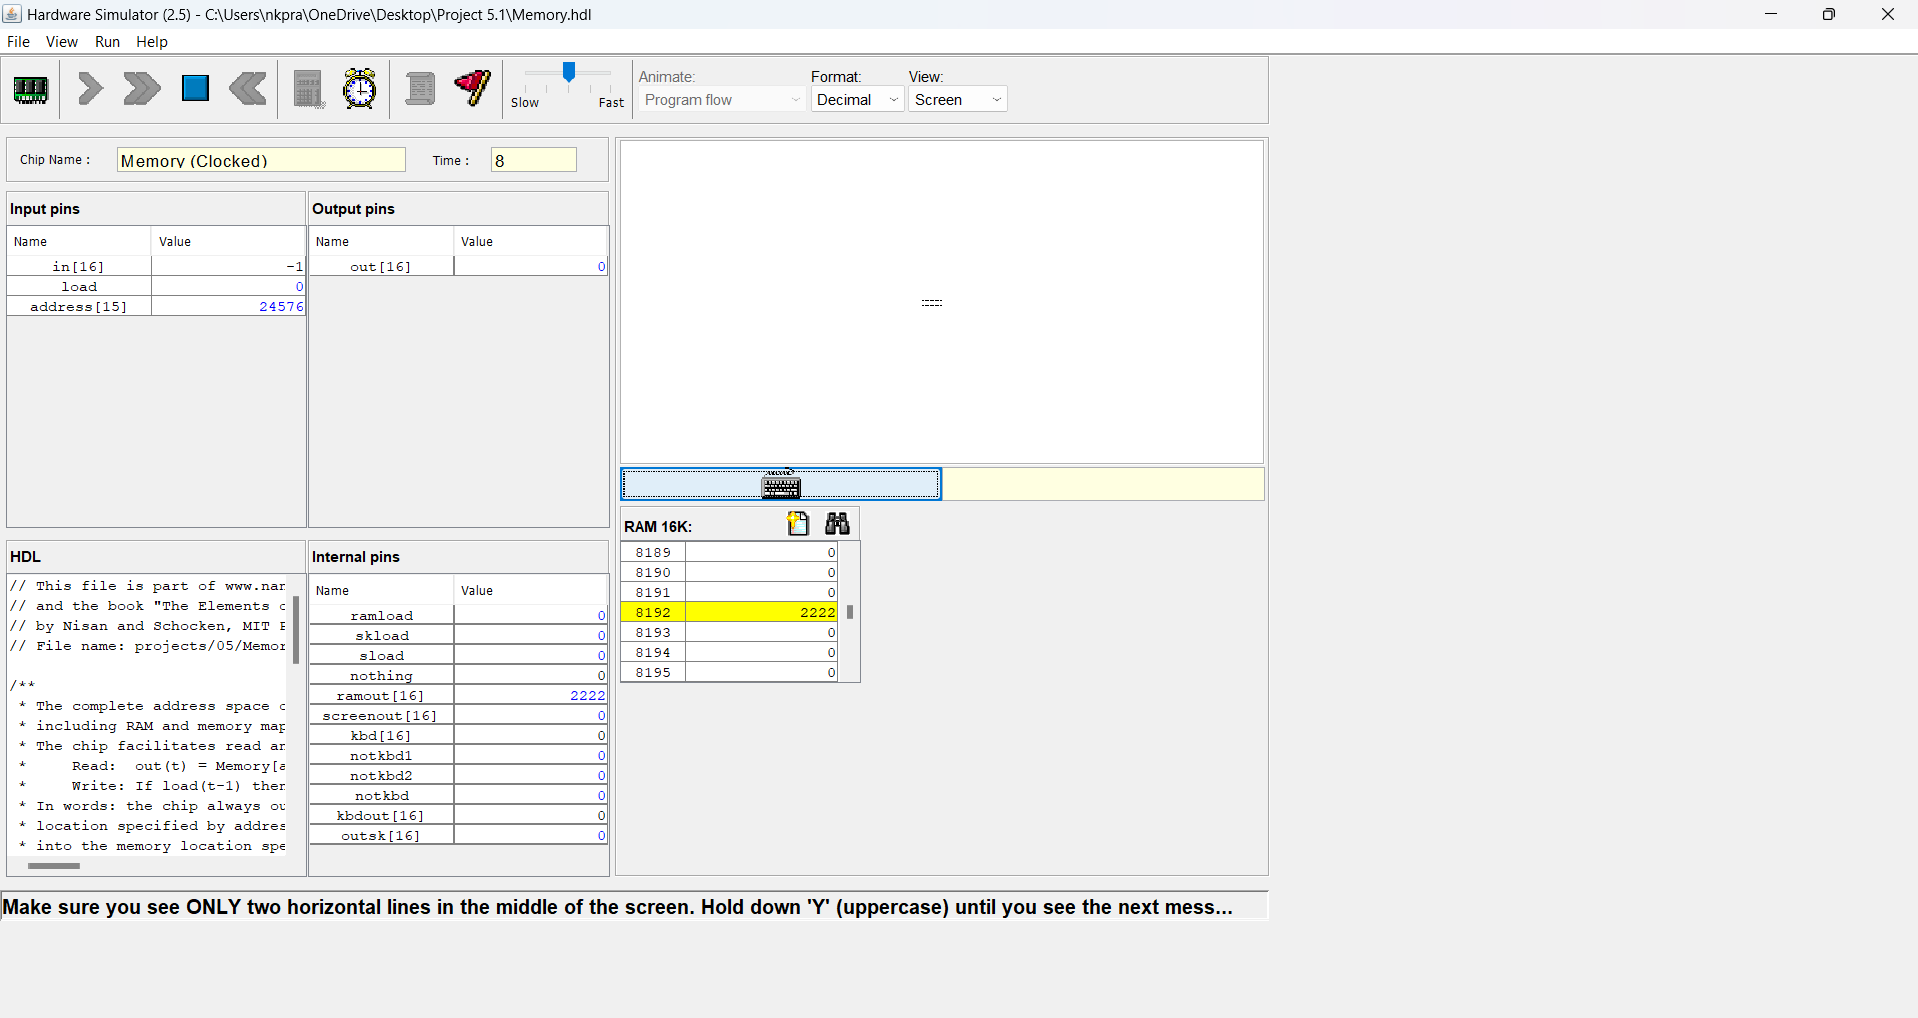 Hardware Simulator (2.5) - C:\Users\nkpra\OneDrive\Desktop\Project 5.1\Memory.hdl
File View Run Help
Slow Fast
Animate: Format: View:
Program flow Decimal Screen
Chip Name : Memory (Clocked) Time : 8
Input pins
Name Value
in[16] -1
load 0
address[15] 24576
Output pins
Name Value
out[16] 0
HDL
// This file is part of www.nan
// and the book "The Elements o
// by Nisan and Schocken, MIT P
// File name: projects/05/Memor
/**
* The complete address space o
* including RAM and memory map
* The chip facilitates read an
* Read: out(t) = Memory[a
* Write: If load(t-1) then
* In words: the chip always ou
* location specified by addres
* into the memory location spe
Internal pins
Name Value
ramload 0
skload 0
sload 0
nothing 0
ramout[16] 2222
screenout[16] 0
kbd[16] 0
notkbd1 0
notkbd2 0
notkbd 0
kbdout[16] 0
outsk[16] 0
RAM 16K:
8189 0
8190 0
8191 0
8192 2222
8193 0
8194 0
8195 0
Make sure you see ONLY two horizontal lines in the middle of the screen. Hold down 'Y' (uppercase) until you see the next mess...